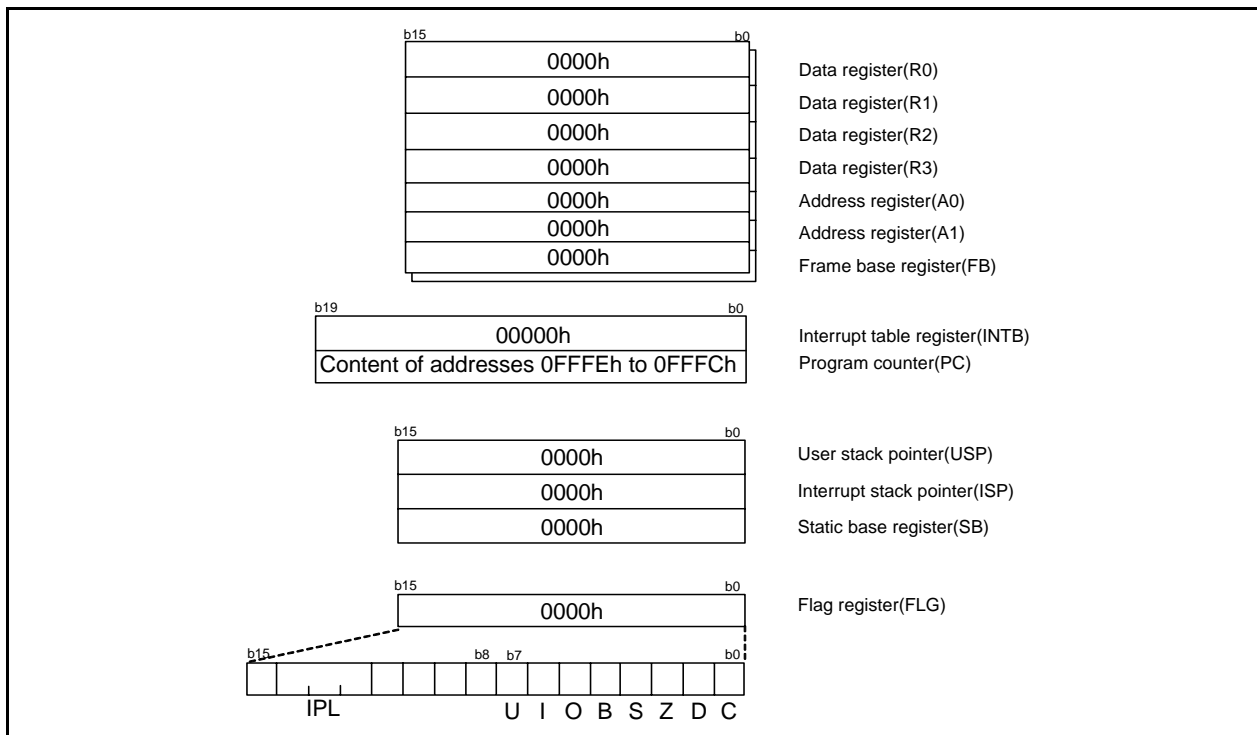 b15 b0
0000h Data register(R0)
0000h Data register(R1)
0000h Data register(R2)
0000h Data register(R3)
0000h Address register(A0)
0000h Address register(A1)
0000h Frame base register(FB)
b19 b0
00000h Interrupt table register(INTB)
Content of addresses 0FFFEh to 0FFFCh Program counter(PC)
b15 b0
0000h User stack pointer(USP)
0000h Interrupt stack pointer(ISP)
0000h Static base register(SB)
b15 b0
0000h Flag register(FLG)
b15 b8 b7 b0
IPL U I O B S Z D C